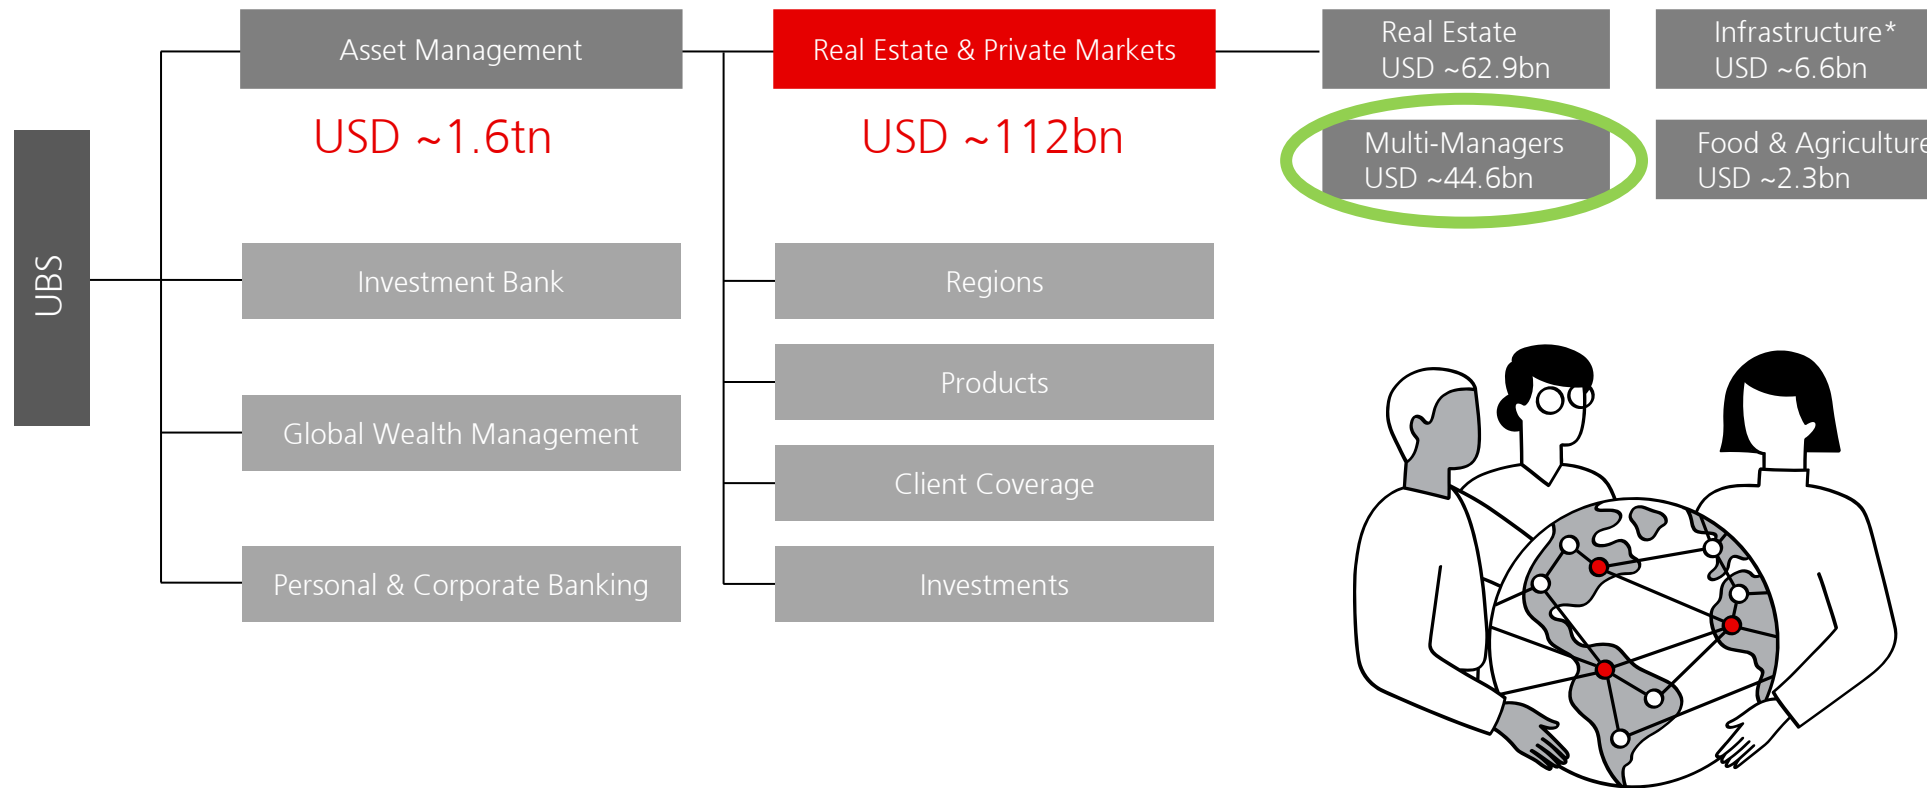 UBS
Asset Management
USD ~1.6tn
Investment Bank
Global Wealth Management
Personal & Corporate Banking
Real Estate & Private Markets
USD ~112bn
Regions
Products
Client Coverage
Investments
Real Estate
USD ~62.9bn
Infrastructure*
USD ~6.6bn
Multi-Managers
USD ~44.6bn
Food & Agriculture
USD ~2.3bn